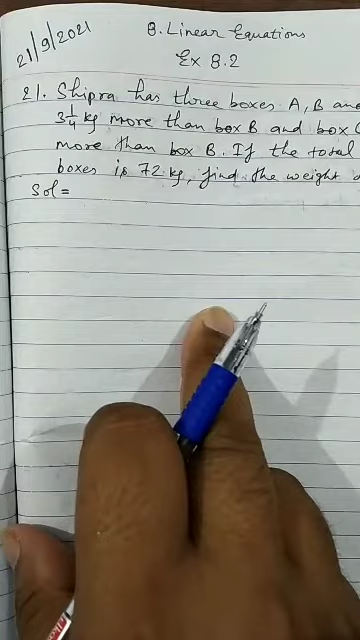 21/9/2021
8. Linear Equations
Ex 8.2
21. Shipra has three boxes A, B an
3 1/4 kg more than box B and box C
more than box B. If the total
boxes is 72 kg, find the weight o
Sol=